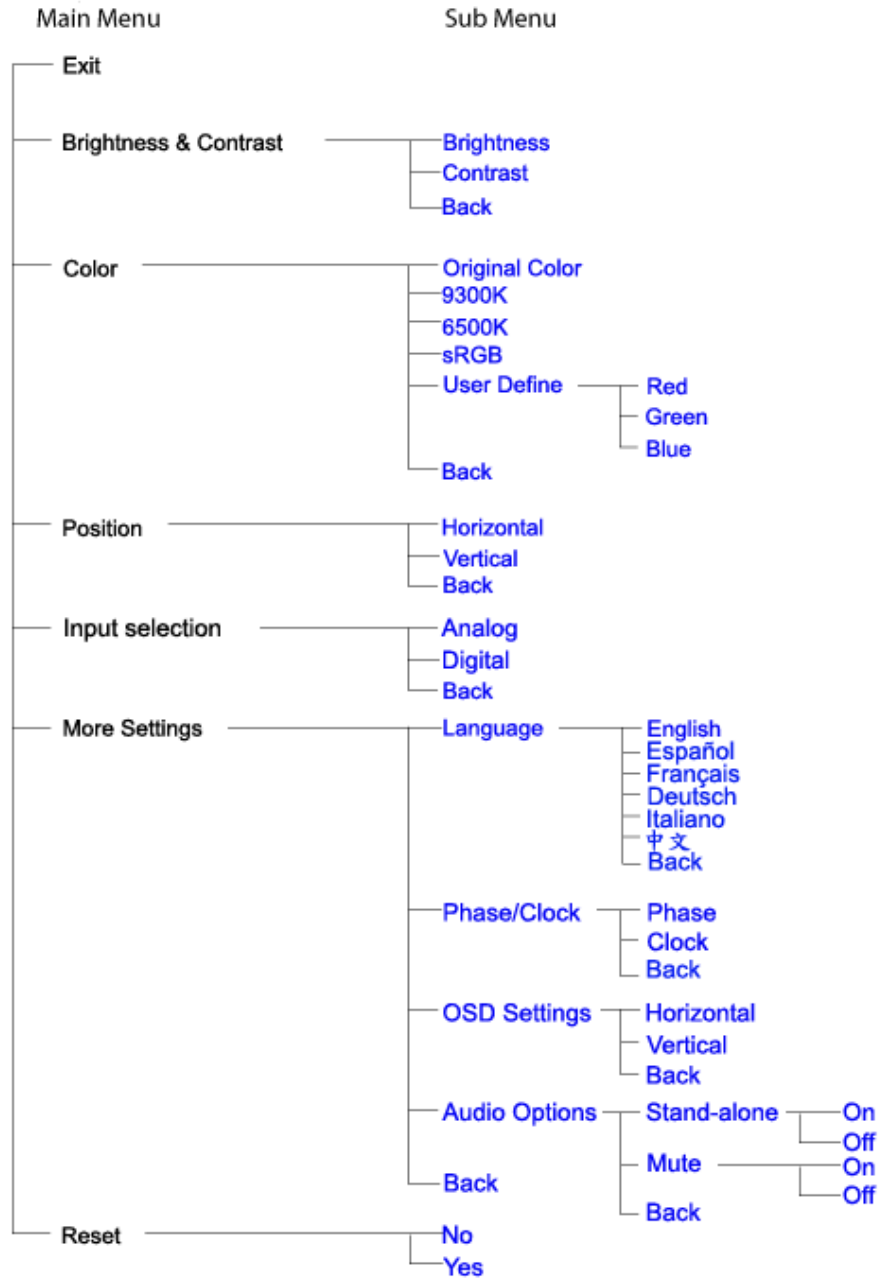 Main Menu Sub Menu
Exit
Brightness & Contrast Brightness
Contrast
Back
Color Original Color
9300K
6500K
sRGB
User Define Red
Green
Blue
Back
Position Horizontal
Vertical
Back
Input selection Analog
Digital
Back
More Settings Language English
Español
Français
Deutsch
Italiano
中文
Back
Phase/Clock Phase
Clock
Back
OSD Settings Horizontal
Vertical
Back
Audio Options Stand-alone On
Off
Mute On
Off
Back
Back
Reset No
Yes